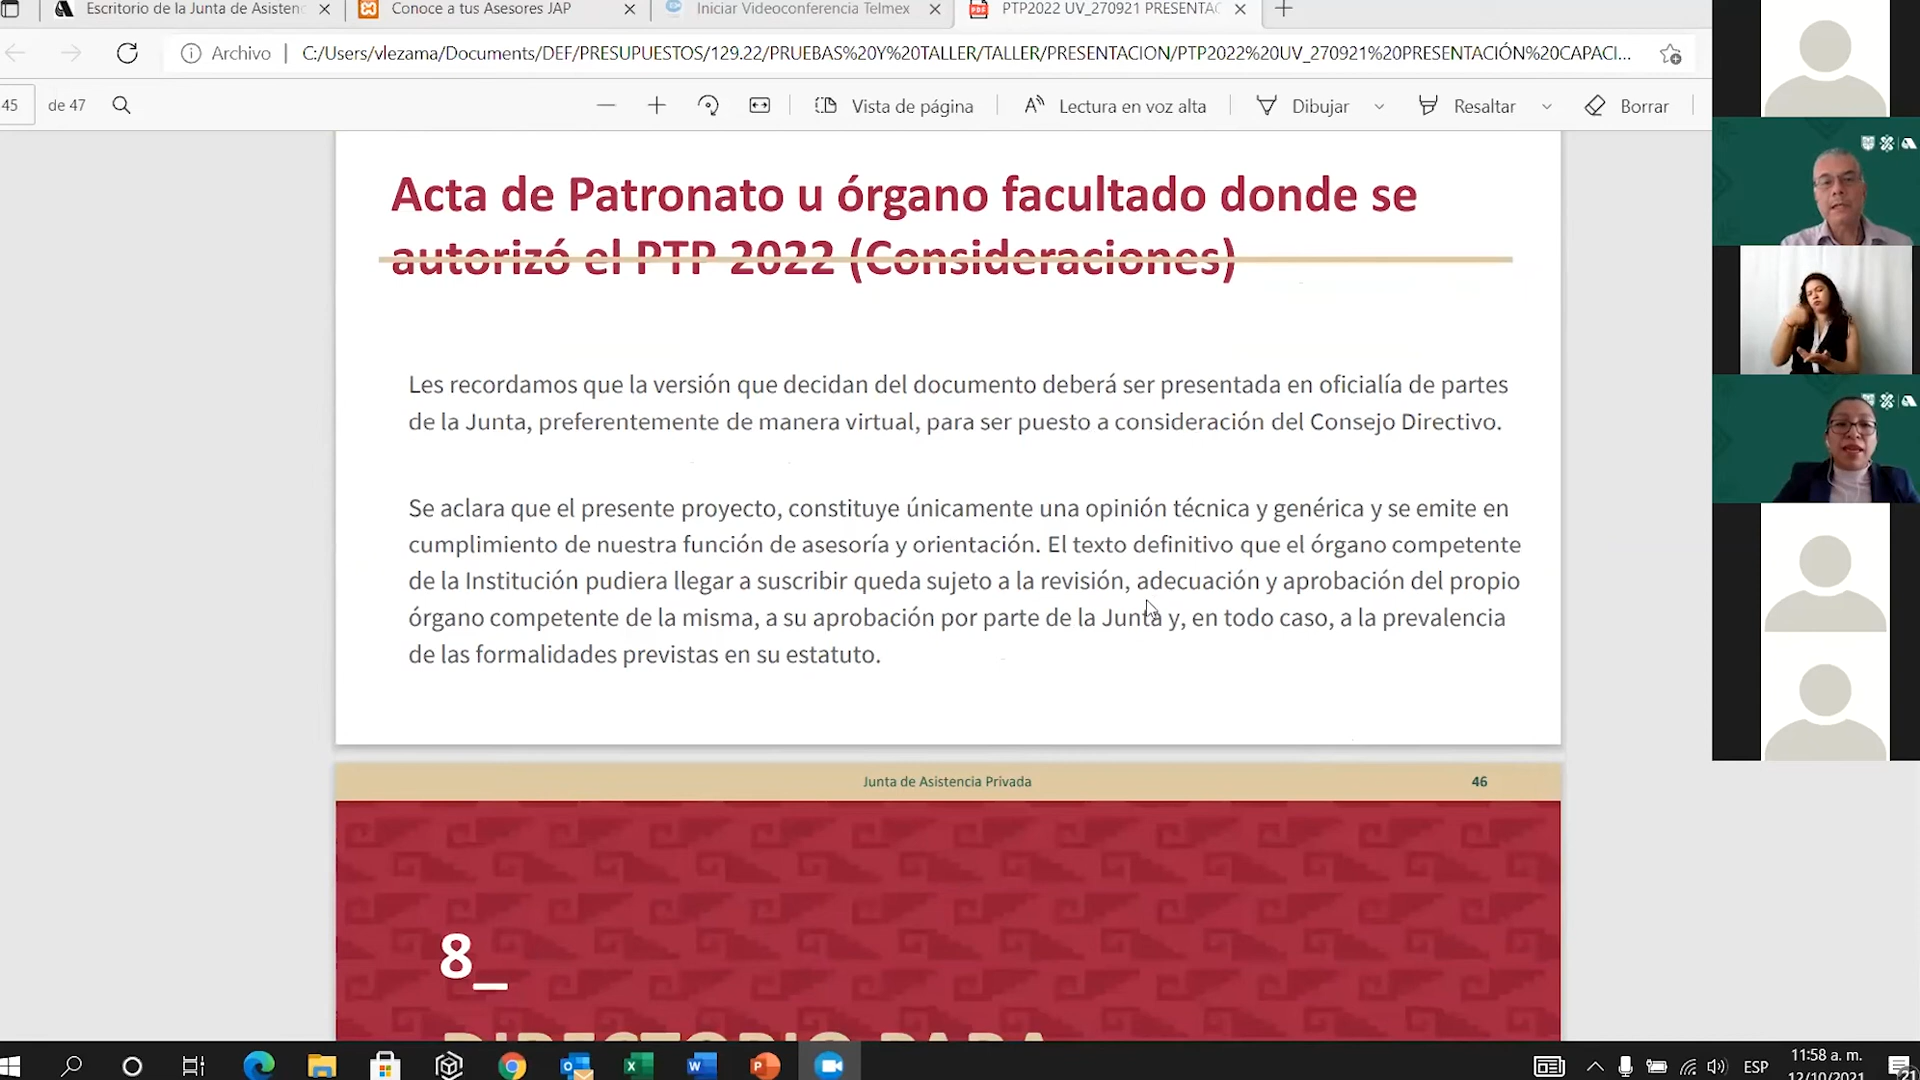 Escritorio de la Junta de Asistenc
Conoce a tus Asesores JAP
Iniciar Videoconferencia Telmex
PTP2022 UV_270921 PRESENTAC
Archivo
C:/Users/vlezama/Documents/DEF/PRESUPUESTOS/129.22/PRUEBAS%20Y%20TALLER/TALLER/PRESENTACION/PTP2022%20UV_270921%20PRESENTACIÓN%20CAPACI...
45 de 47
Vista de página
Lectura en voz alta
Dibujar
Resaltar
Borrar
Acta de Patronato u órgano facultado donde se
autorizó el PTP 2022 (Consideraciones)
Les recordamos que la versión que decidan del documento deberá ser presentada en oficialía de partes
de la Junta, preferentemente de manera virtual, para ser puesto a consideración del Consejo Directivo.
Se aclara que el presente proyecto, constituye únicamente una opinión técnica y genérica y se emite en
cumplimiento de nuestra función de asesoría y orientación. El texto definitivo que el órgano competente
de la Institución pudiera llegar a suscribir queda sujeto a la revisión, adecuación y aprobación del propio
órgano competente de la misma, a su aprobación por parte de la Junta y, en todo caso, a la prevalencia
de las formalidades previstas en su estatuto.
Junta de Asistencia Privada
46
8_
DIRECTORIO PARA
ESP
11:58 a. m.
12/10/2021
21